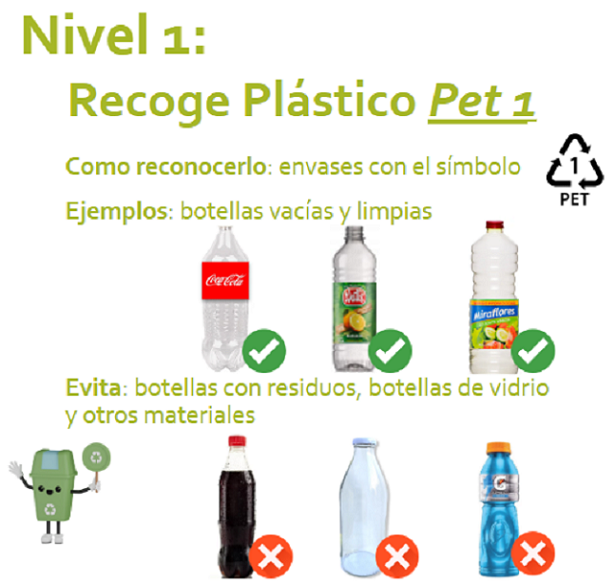 Nivel 1:
Recoge Plástico Pet 1
Como reconocerlo: envases con el símbolo
1
PET
Ejemplos: botellas vacías y limpias
Coca-Cola
Miraflores
Evita: botellas con residuos, botellas de vidrio
y otros materiales
G